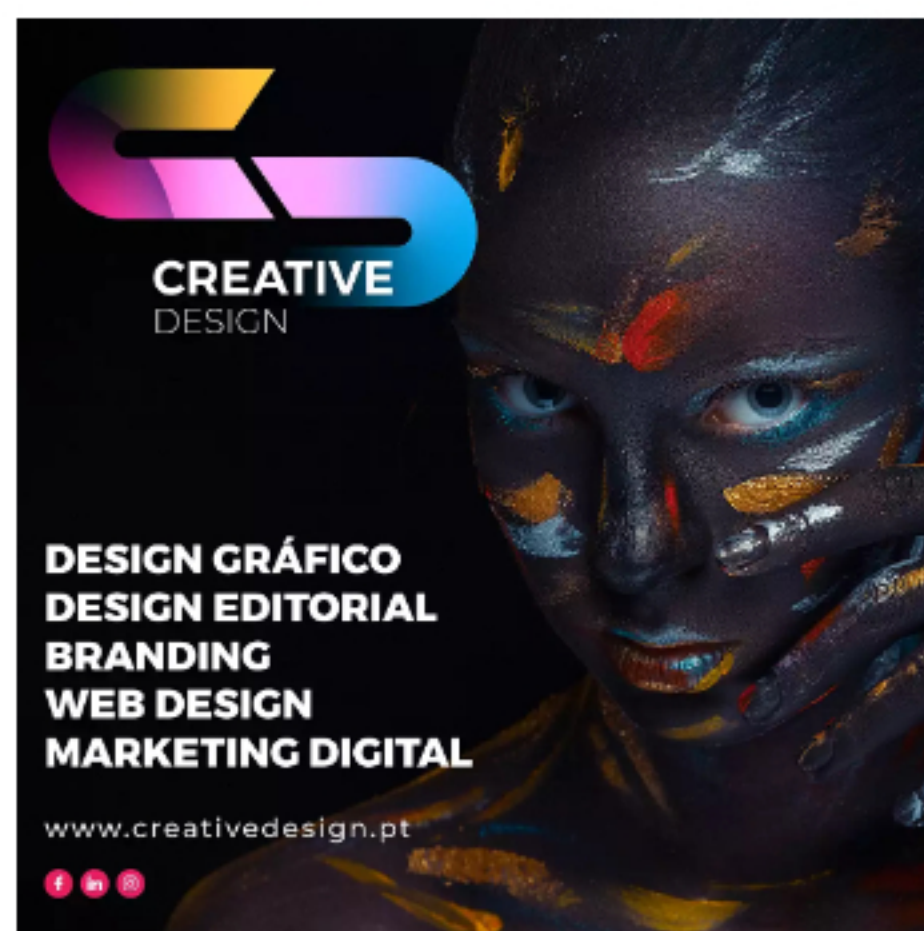 CREATIVE
DESIGN
DESIGN GRÁFICO
DESIGN EDITORIAL
BRANDING
WEB DESIGN
MARKETING DIGITAL
www.creativedesign.pt